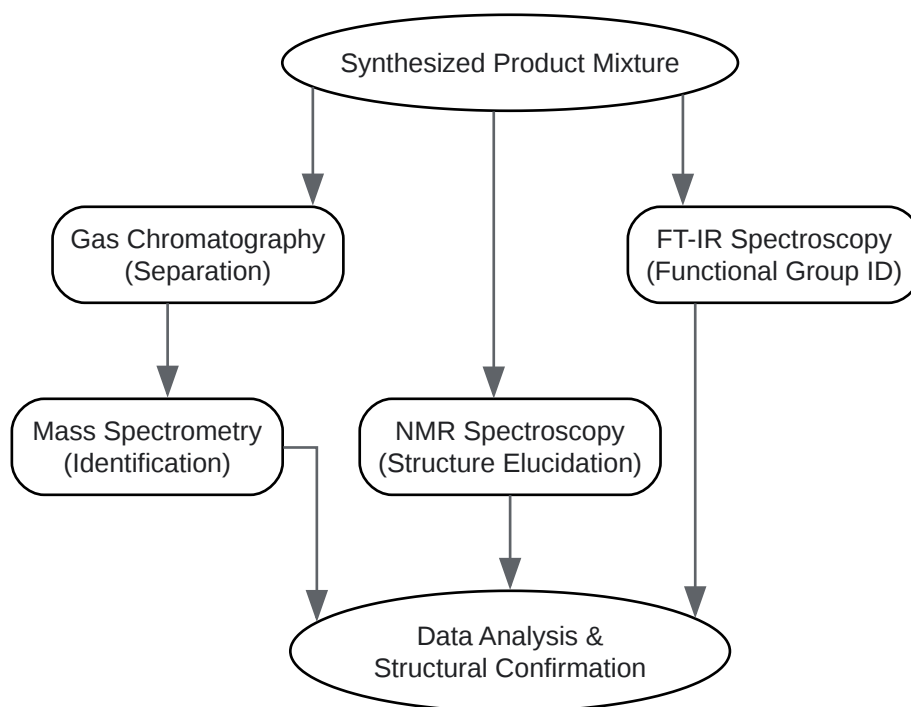 Synthesized Product Mixture
Gas Chromatography
(Separation)
FT-IR Spectroscopy
(Functional Group ID)
Mass Spectrometry
(Identification)
NMR Spectroscopy
(Structure Elucidation)
Data Analysis &
Structural Confirmation